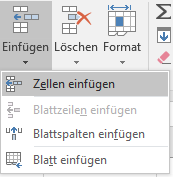 Einfügen Löschen Format
Zellen einfügen
Blattzeilen einfügen
Blattspalten einfügen
Blatt einfügen